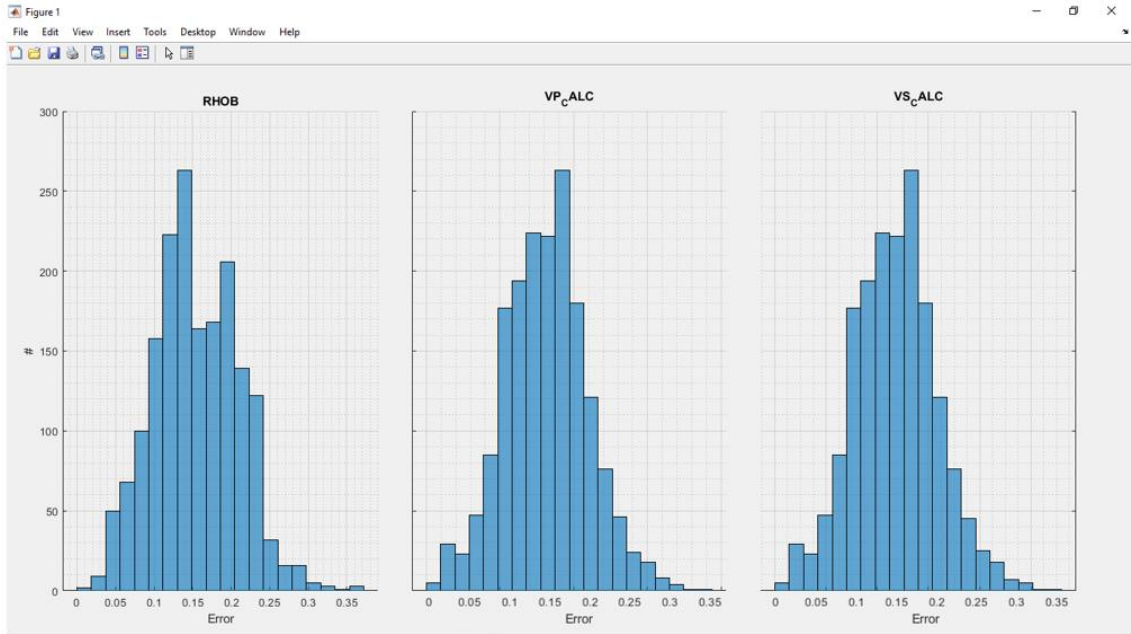 Figure 1
File Edit View Insert Tools Desktop Window Help
RHOB
VP_CALC
VS_CALC
300
250
200
150
100
50
0
#
0 0.05 0.1 0.15 0.2 0.25 0.3 0.35
0 0.05 0.1 0.15 0.2 0.25 0.3 0.35
0 0.05 0.1 0.15 0.2 0.25 0.3 0.35
Error
Error
Error